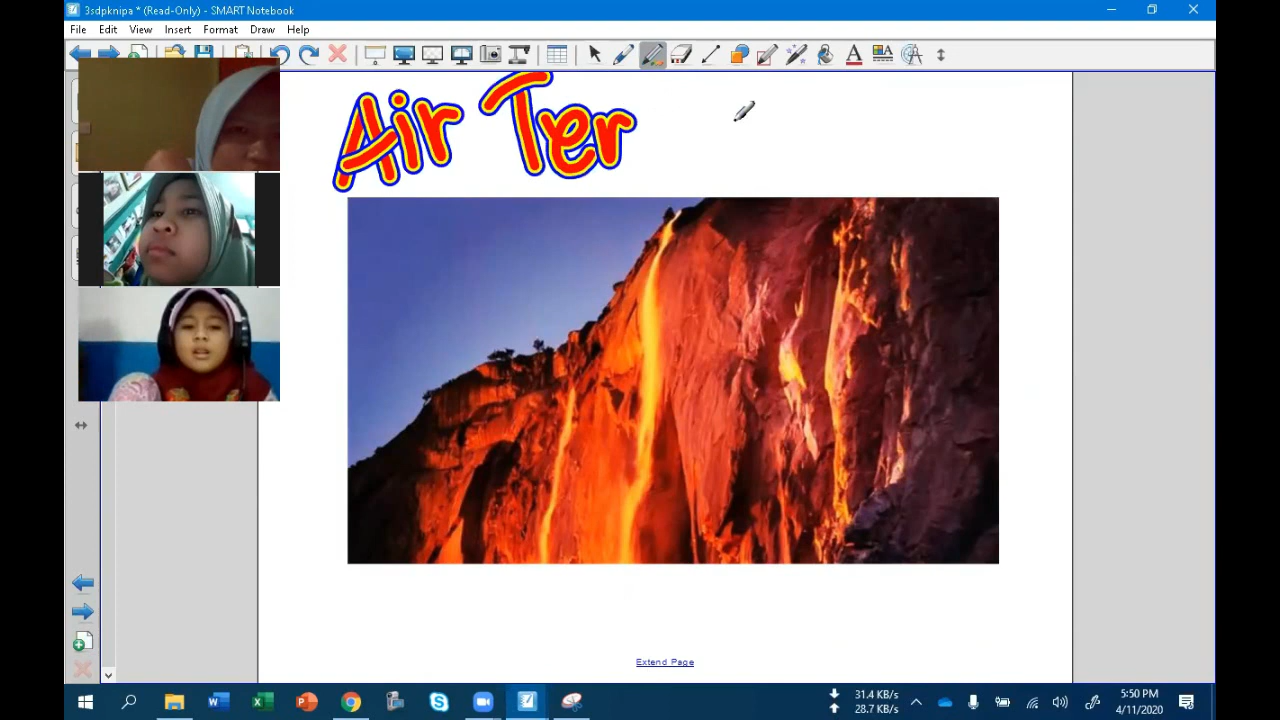 3sdpknipa * (Read-Only) - SMART Notebook
File Edit View Insert Format Draw Help
Air Ter
Extend Page
31.4 KB/s
28.7 KB/s
5:50 PM
4/11/2020